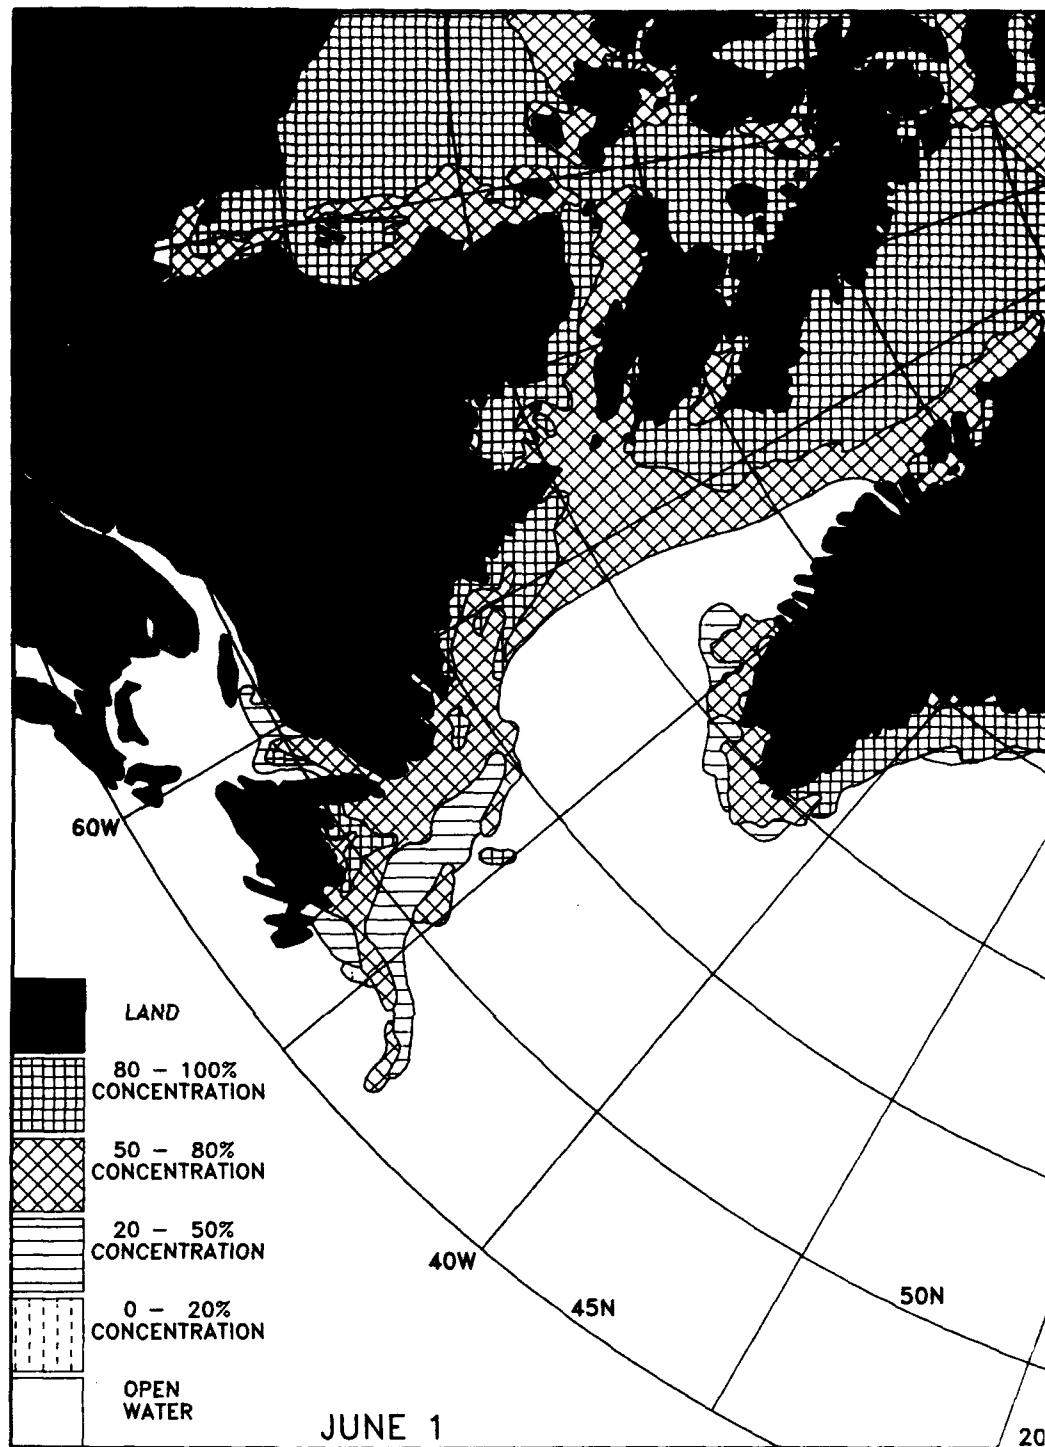 60W
LAND
80 - 100%
CONCENTRATION
50 - 80%
CONCENTRATION
20 - 50%
CONCENTRATION
0 - 20%
CONCENTRATION
OPEN
WATER
40W
45N
50N
JUNE 1
20